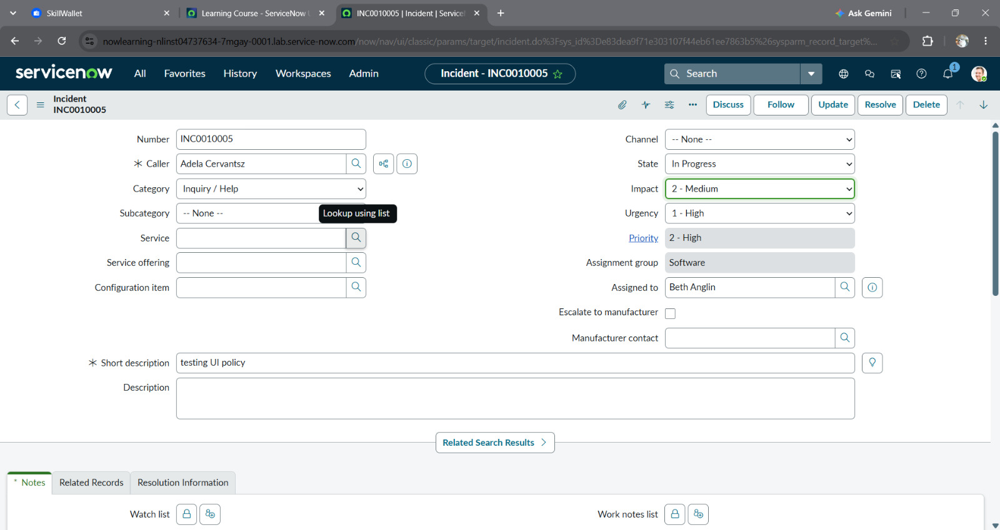 SkillWallet
Learning Course - ServiceNow
INC0010005 | Incident | Service
Ask Gemini
nowlearning-nlinst04737634-7mgay-0001.lab.service-now.com/now/nav/ui/classic/params/target/incident.do%3Fsys_id%3De83dea9f71e303107f44eb61ee7863b5%26sysparm_record_target%...
servicenow
All
Favorites
History
Workspaces
Admin
Incident - INC0010005
Search
1
Incident
INC0010005
Discuss
Follow
Update
Resolve
Delete
Number
INC0010005
Channel
-- None --
Caller
Adela Cervantsz
State
In Progress
Category
Inquiry / Help
Impact
2 - Medium
Subcategory
-- None --
Lookup using list
Urgency
1 - High
Service
Priority
2 - High
Service offering
Assignment group
Software
Configuration item
Assigned to
Beth Anglin
Escalate to manufacturer
Manufacturer contact
Short description
testing UI policy
Description
Related Search Results
* Notes
Related Records
Resolution Information
Watch list
Work notes list